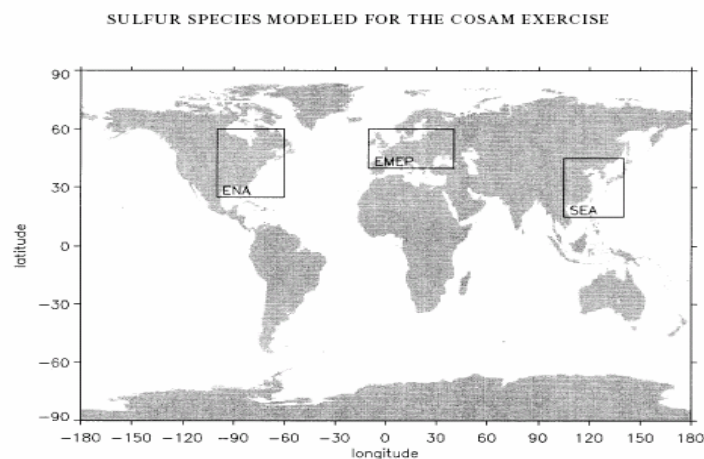 SULFUR SPECIES MODELED FOR THE COSAM EXERCISE
90
60
30
0
−30
−60
−90
latitude
ENA
EMEP
SEA
−180 −150 −120 −90 −60 −30 0 30 60 90 120 150 180
longitude